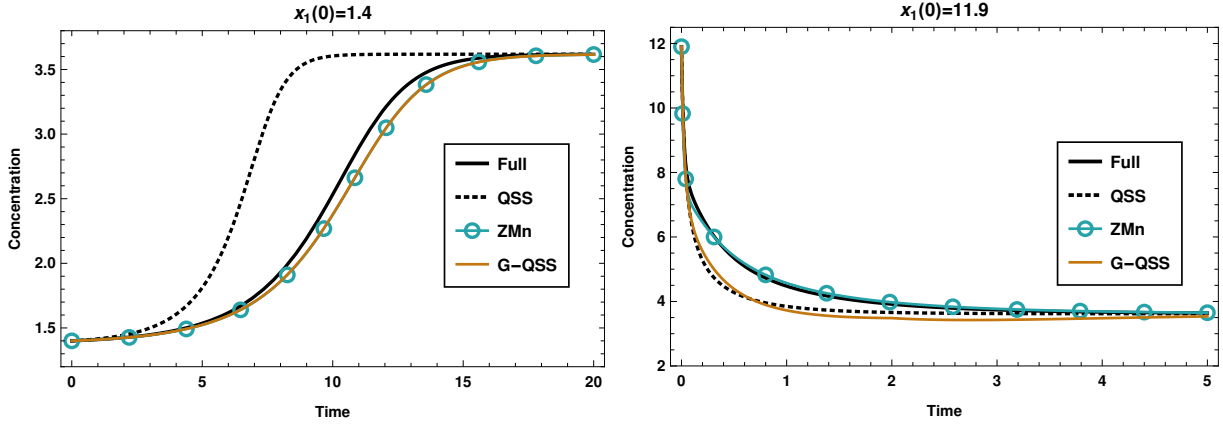 x₁(0)=1.4
Concentration
3.5
3.0
2.5
2.0
1.5
0
5
10
15
20
Time
Full
QSS
ZMn
G−QSS
x₁(0)=11.9
Concentration
12
10
8
6
4
2
0
1
2
3
4
5
Time
Full
QSS
ZMn
G−QSS